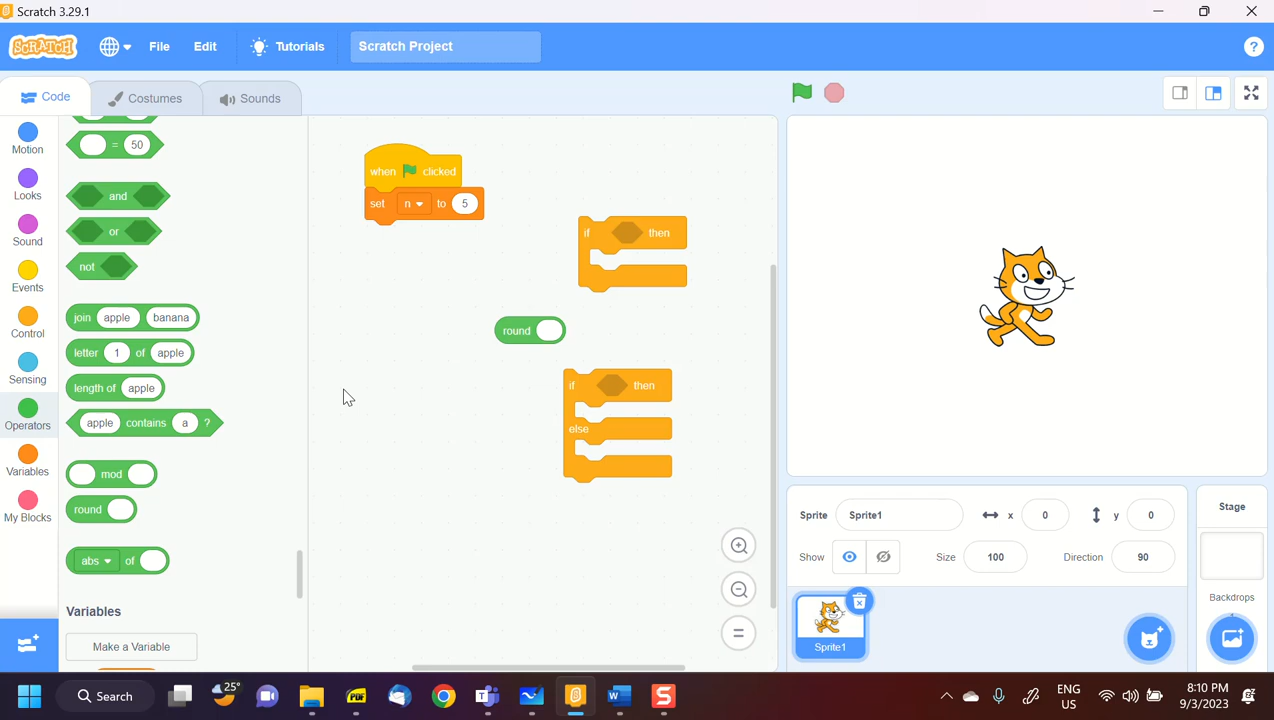 Scratch 3.29.1
SCRATCH
File
Edit
Tutorials
Scratch Project
?
Code
Costumes
Sounds
Motion
Looks
Sound
Events
Control
Sensing
Operators
Variables
My Blocks
= 50
and
or
not
join apple banana
letter 1 of apple
length of apple
apple contains a ?
mod
round
abs of
Variables
Make a Variable
when clicked
set n to 5
if then
round
if then
else
Sprite Sprite1 x 0 y 0
Show Size 100 Direction 90
Sprite1
Stage
Backdrops
25°
Search
PDF
S
ENG
US
8:10 PM
9/3/2023